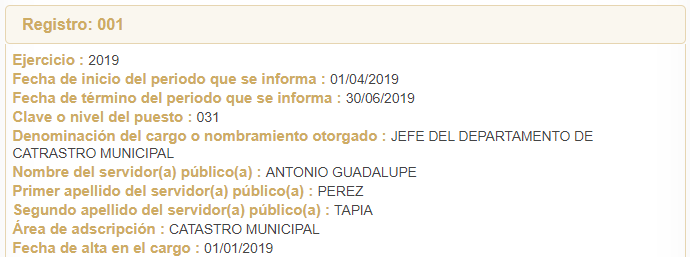 Registro: 001
Ejercicio : 2019
Fecha de inicio del periodo que se informa : 01/04/2019
Fecha de término del periodo que se informa : 30/06/2019
Clave o nivel del puesto : 031
Denominación del cargo o nombramiento otorgado : JEFE DEL DEPARTAMENTO DE
CATRASTRO MUNICIPAL
Nombre del servidor(a) público(a) : ANTONIO GUADALUPE
Primer apellido del servidor(a) público(a) : PEREZ
Segundo apellido del servidor(a) público(a) : TAPIA
Área de adscripción : CATASTRO MUNICIPAL
Fecha de alta en el cargo : 01/01/2019